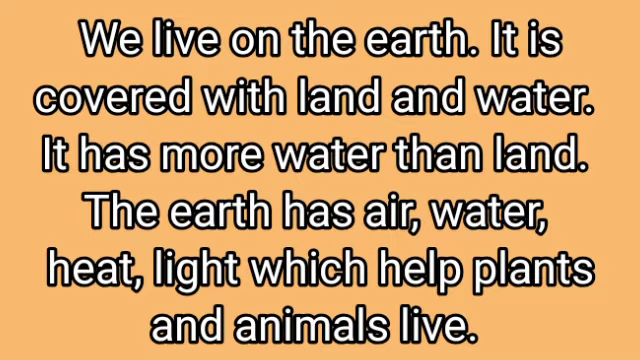 We live on the earth. It is
covered with land and water.
It has more water than land.
The earth has air, water,
heat, light which help plants
and animals live.